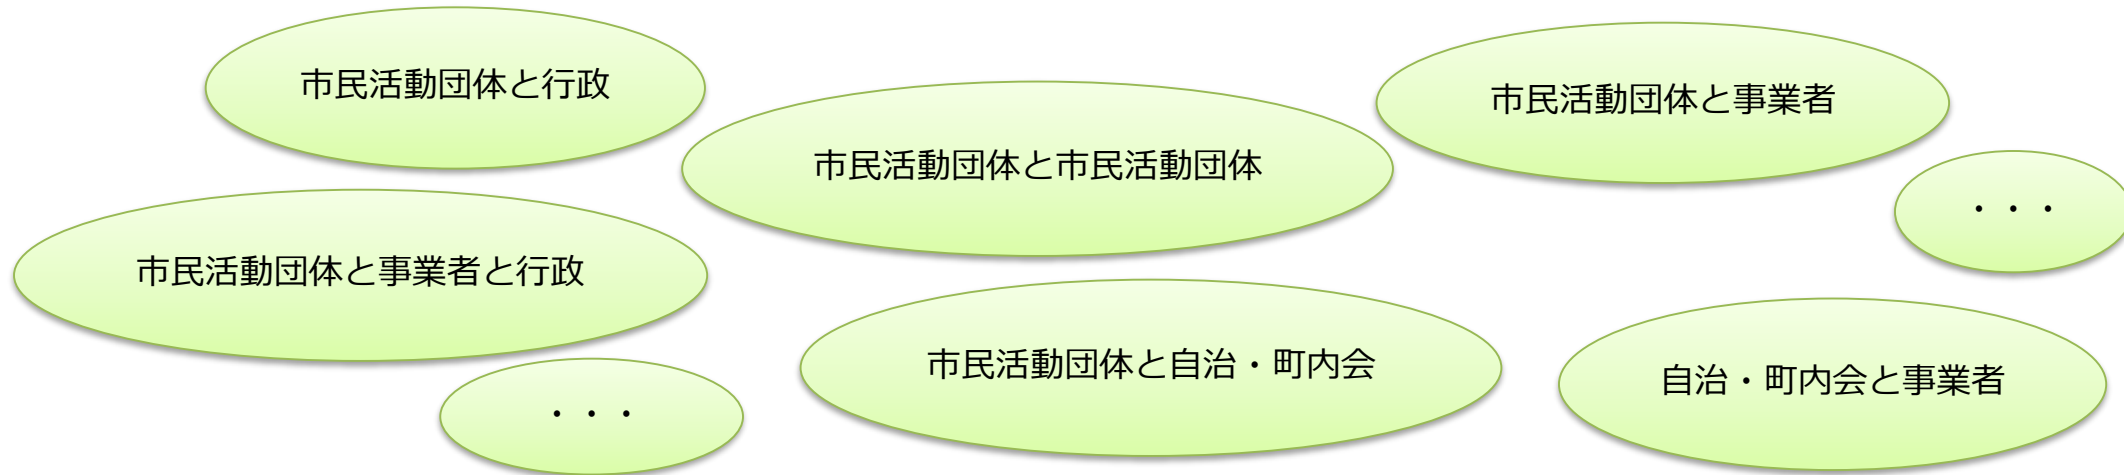 市民活動団体と行政
市民活動団体と市民活動団体
市民活動団体と事業者
・・・
市民活動団体と事業者と行政
市民活動団体と自治・町内会
自治・町内会と事業者
・・・